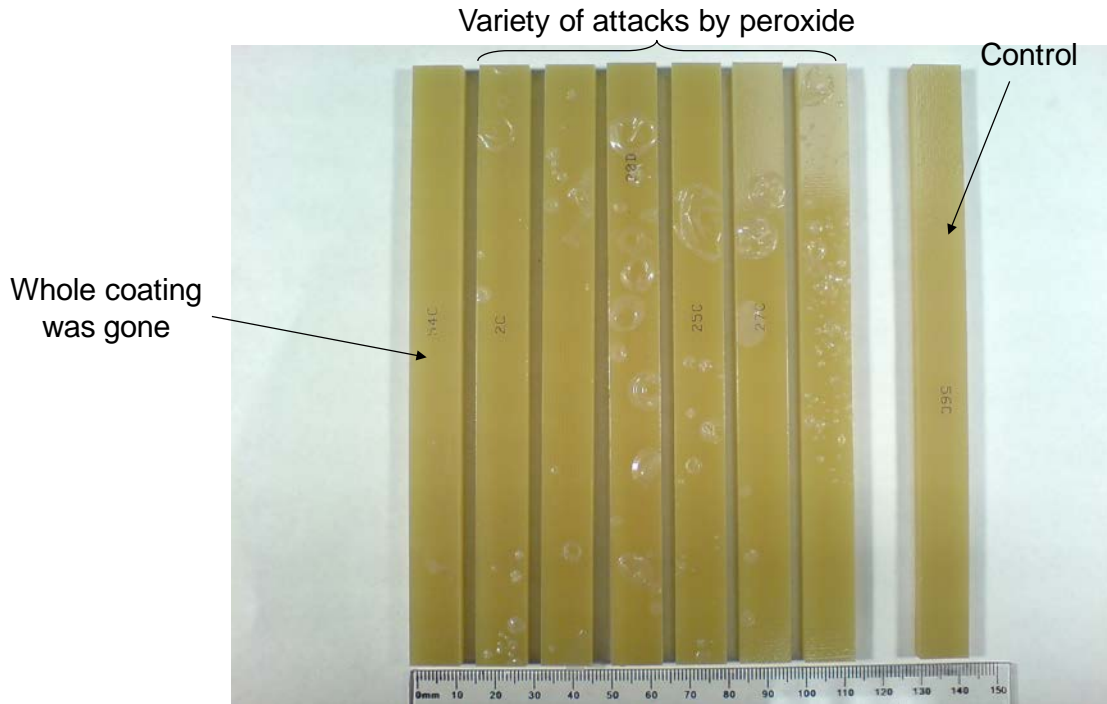 Variety of attacks by peroxide
Control
Whole coating
was gone
54C
2C
25C
27C
56C
0mm 10 20 30 40 50 60 70 80 90 100 110 120 130 140 150